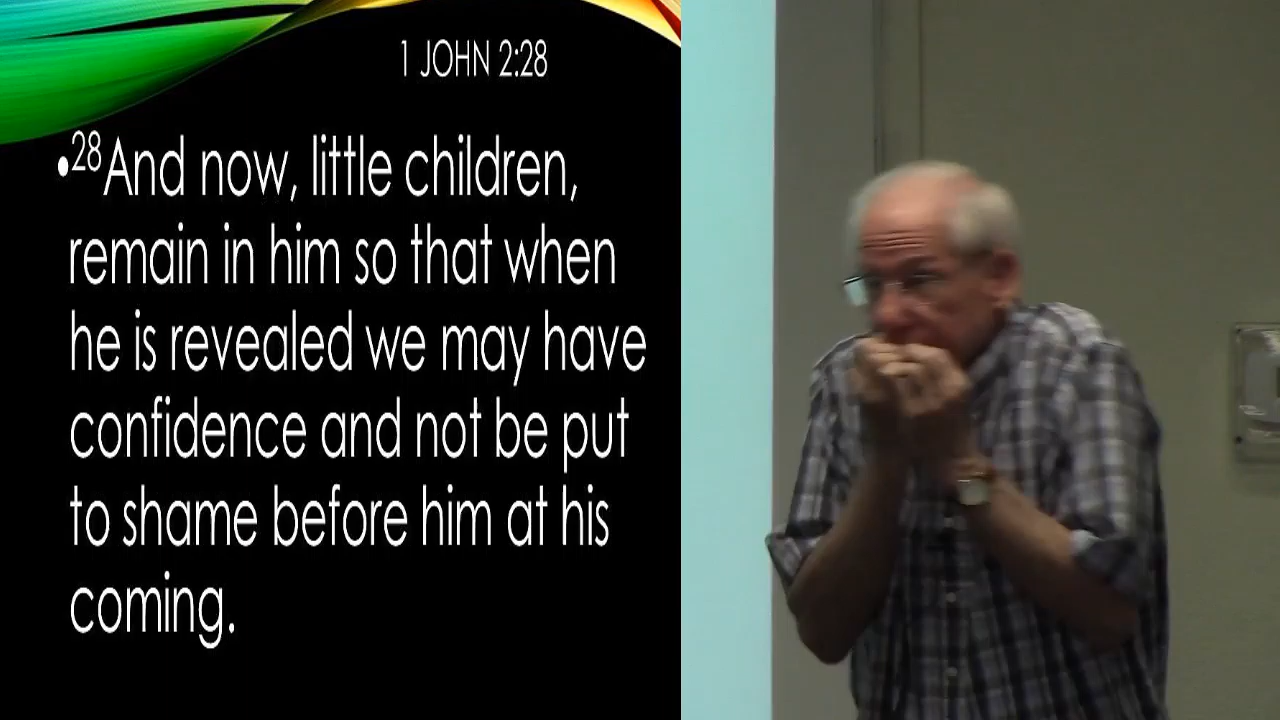 1 JOHN 2:28
•28And now, little children,
remain in him so that when
he is revealed we may have
confidence and not be put
to shame before him at his
coming.